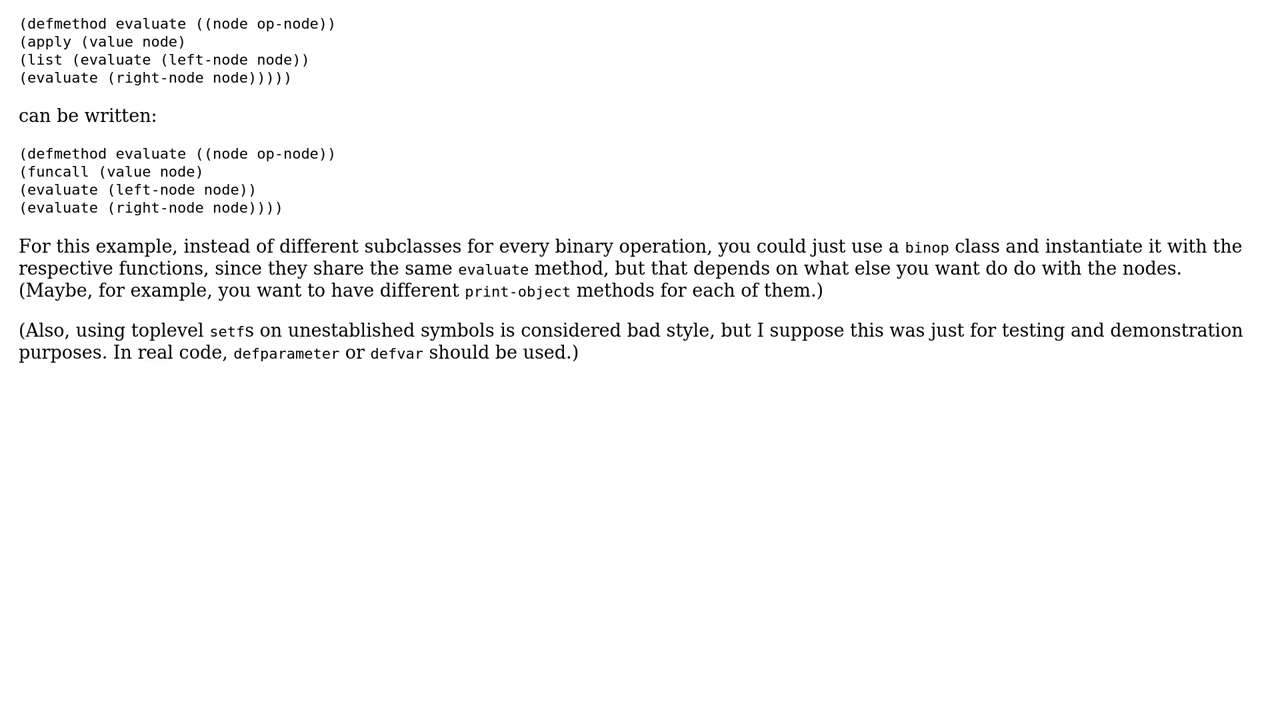 (defmethod evaluate ((node op-node))
(apply (value node)
(list (evaluate (left-node node))
(evaluate (right-node node)))))
can be written:
(defmethod evaluate ((node op-node))
(funcall (value node)
(evaluate (left-node node))
(evaluate (right-node node))))
For this example, instead of different subclasses for every binary operation, you could just use a binop class and instantiate it with the
respective functions, since they share the same evaluate method, but that depends on what else you want do do with the nodes.
(Maybe, for example, you want to have different print-object methods for each of them.)
(Also, using toplevel setfs on unestablished symbols is considered bad style, but I suppose this was just for testing and demonstration
purposes. In real code, defparameter or defvar should be used.)